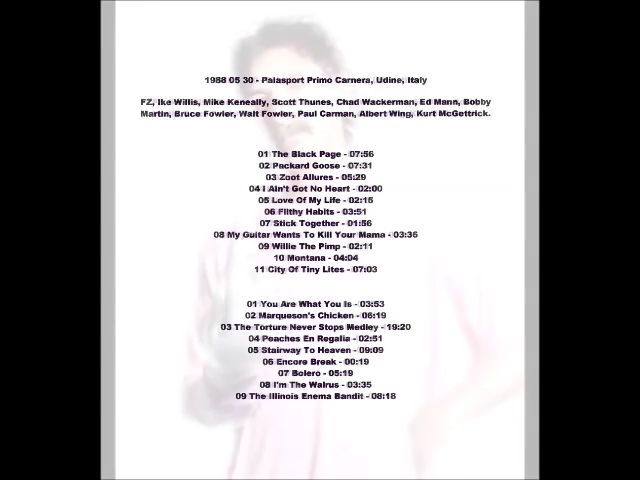 1988 05 30 - Palasport Primo Carnera, Udine, Italy
FZ, Ike Willis, Mike Keneally, Scott Thunes, Chad Wackerman, Ed Mann, Bobby
Martin, Bruce Fowler, Walt Fowler, Paul Carman, Albert Wing, Kurt McGettrick.
01 The Black Page - 07:56
02 Packard Goose - 07:31
03 Zoot Allures - 05:29
04 I Ain't Got No Heart - 02:00
05 Love Of My Life - 02:15
06 Filthy Habits - 03:51
07 Stick Together - 01:56
08 My Guitar Wants To Kill Your Mama - 03:36
09 Willie The Pimp - 02:11
10 Montana - 04:04
11 City Of Tiny Lites - 07:03
01 You Are What You Is - 03:53
02 Marqueson's Chicken - 06:19
03 The Torture Never Stops Medley - 19:20
04 Peaches En Regalia - 02:51
05 Stairway To Heaven - 09:09
06 Encore Break - 00:19
07 Bolero - 05:19
08 I'm The Walrus - 03:35
09 The Illinois Enema Bandit - 08:18